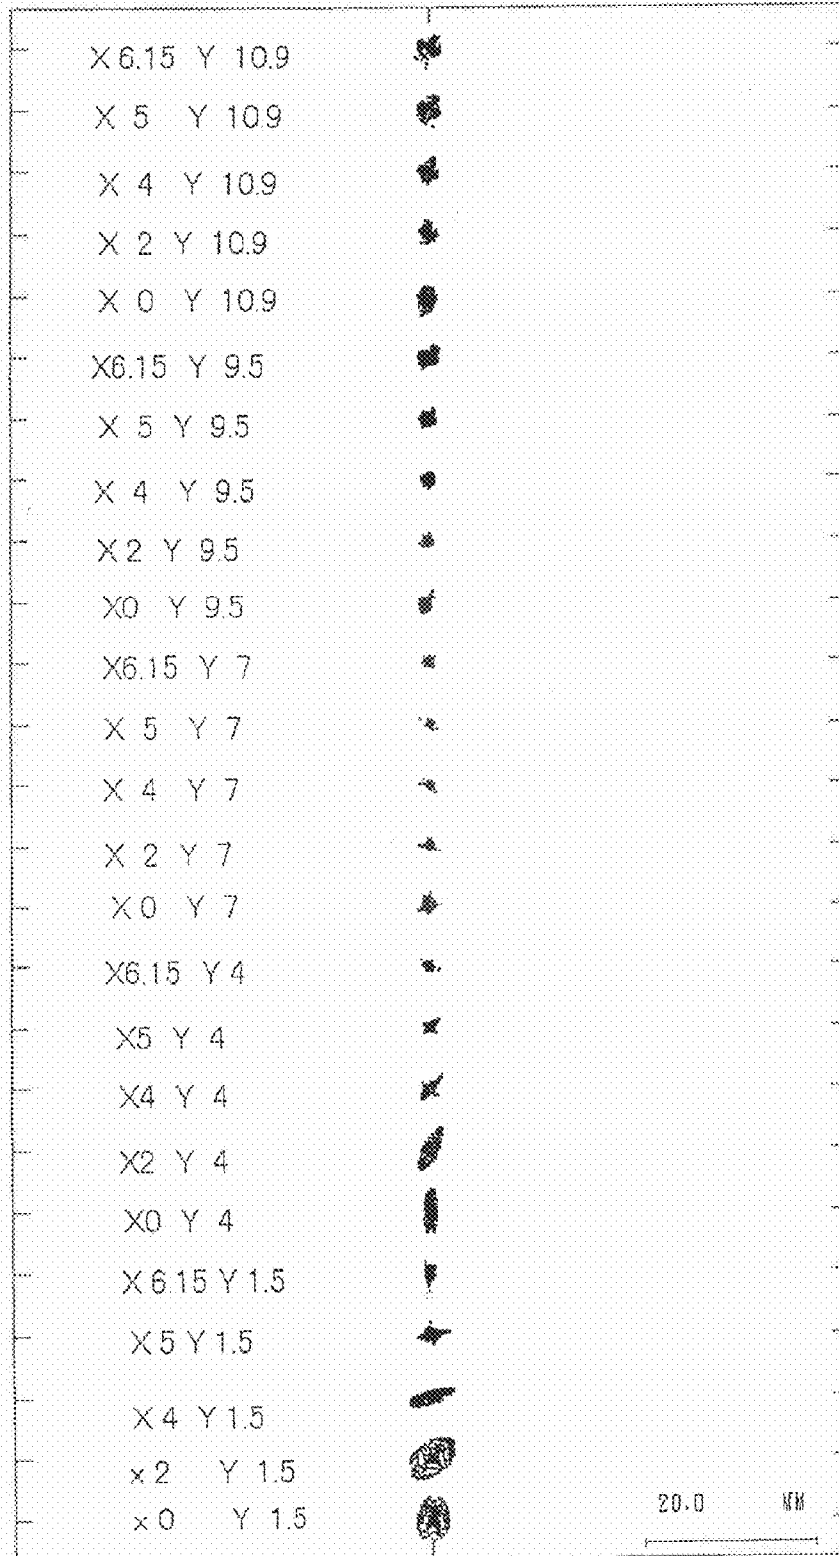 X 6.15 Y 10.9
X 5 Y 10.9
X 4 Y 10.9
X 2 Y 10.9
X 0 Y 10.9
X6.15 Y 9.5
X 5 Y 9.5
X 4 Y 9.5
X 2 Y 9.5
X0 Y 9.5
X6.15 Y 7
X 5 Y 7
X 4 Y 7
X 2 Y 7
X 0 Y 7
X6.15 Y 4
X5 Y 4
X4 Y 4
X2 Y 4
X0 Y 4
X 6.15 Y 1.5
X 5 Y 1.5
X 4 Y 1.5
x 2 Y 1.5
x 0 Y 1.5
20.0 MM